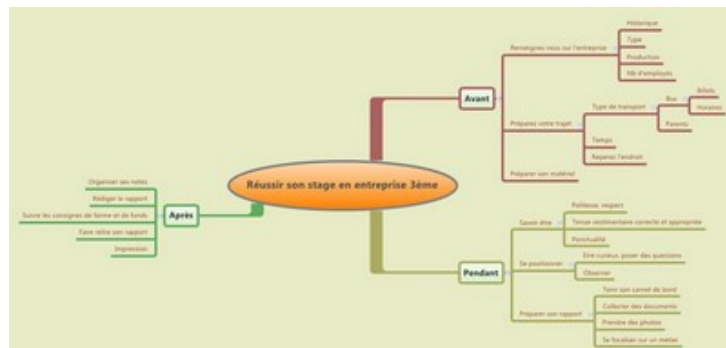 Réussir son stage en entreprise 3ème
Avant
Renseignez vous sur l'entreprise
Historique
Type
Production
Nb d'employés
Préparez votre trajet
Type de transport
Bus
Billets
Horaires
Parents
Temps
Reperez l'endroit
Préparer son matériel
Pendant
Savoir être
Politesse, respect
Tenue vestimentaire correcte et appropriée
Ponctualité
Se positionner
Etre curieux, poser des questions
Observer
Préparer son rapport
Tenir son carnet de bord
Collecter des documents
Prendre des photos
Se focaliser sur un métier
Après
Organiser ses notes
Rédiger le rapport
Suivre les consignes de forme et de fonds
Faire relire son rapport
Impression